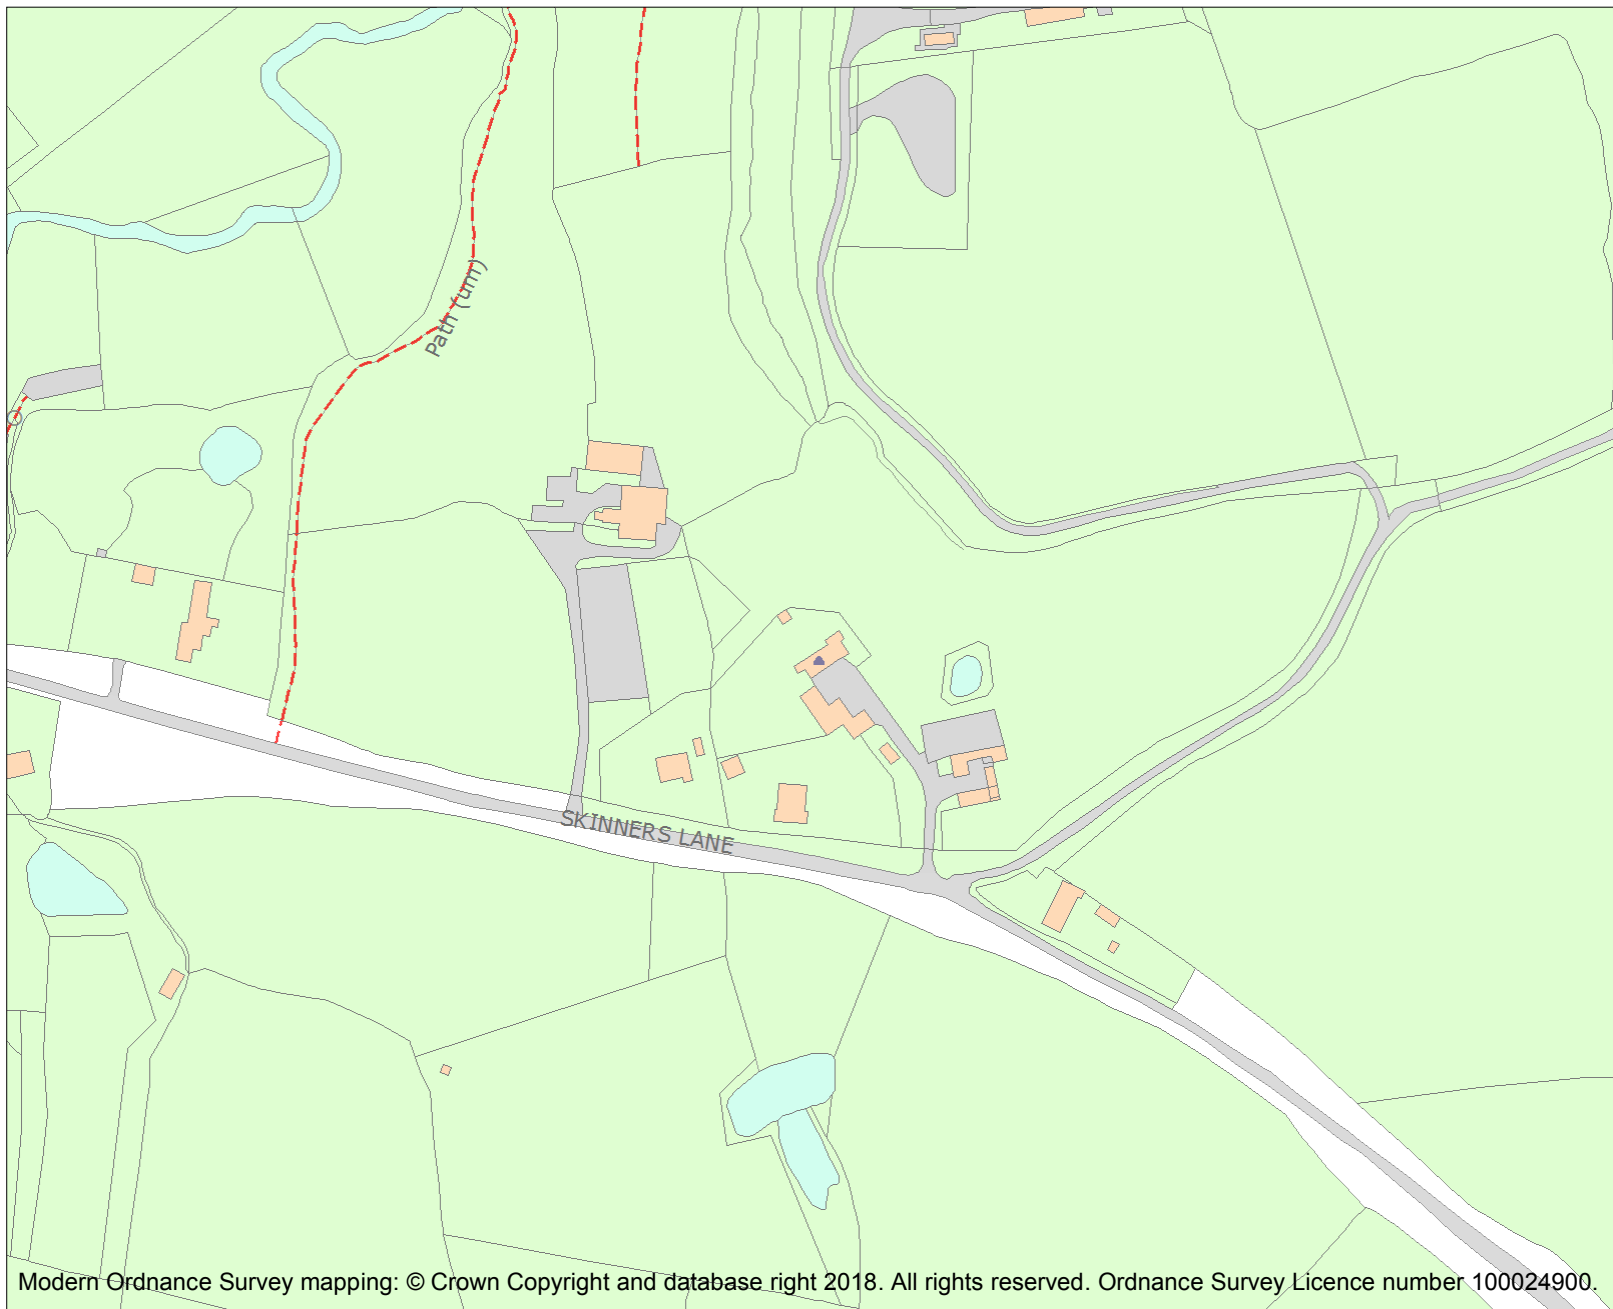 Path (um)
SKINNERS LANE
Modern Ordnance Survey mapping: © Crown Copyright and database right 2018. All rights reserved. Ordnance Survey Licence number 100024900.